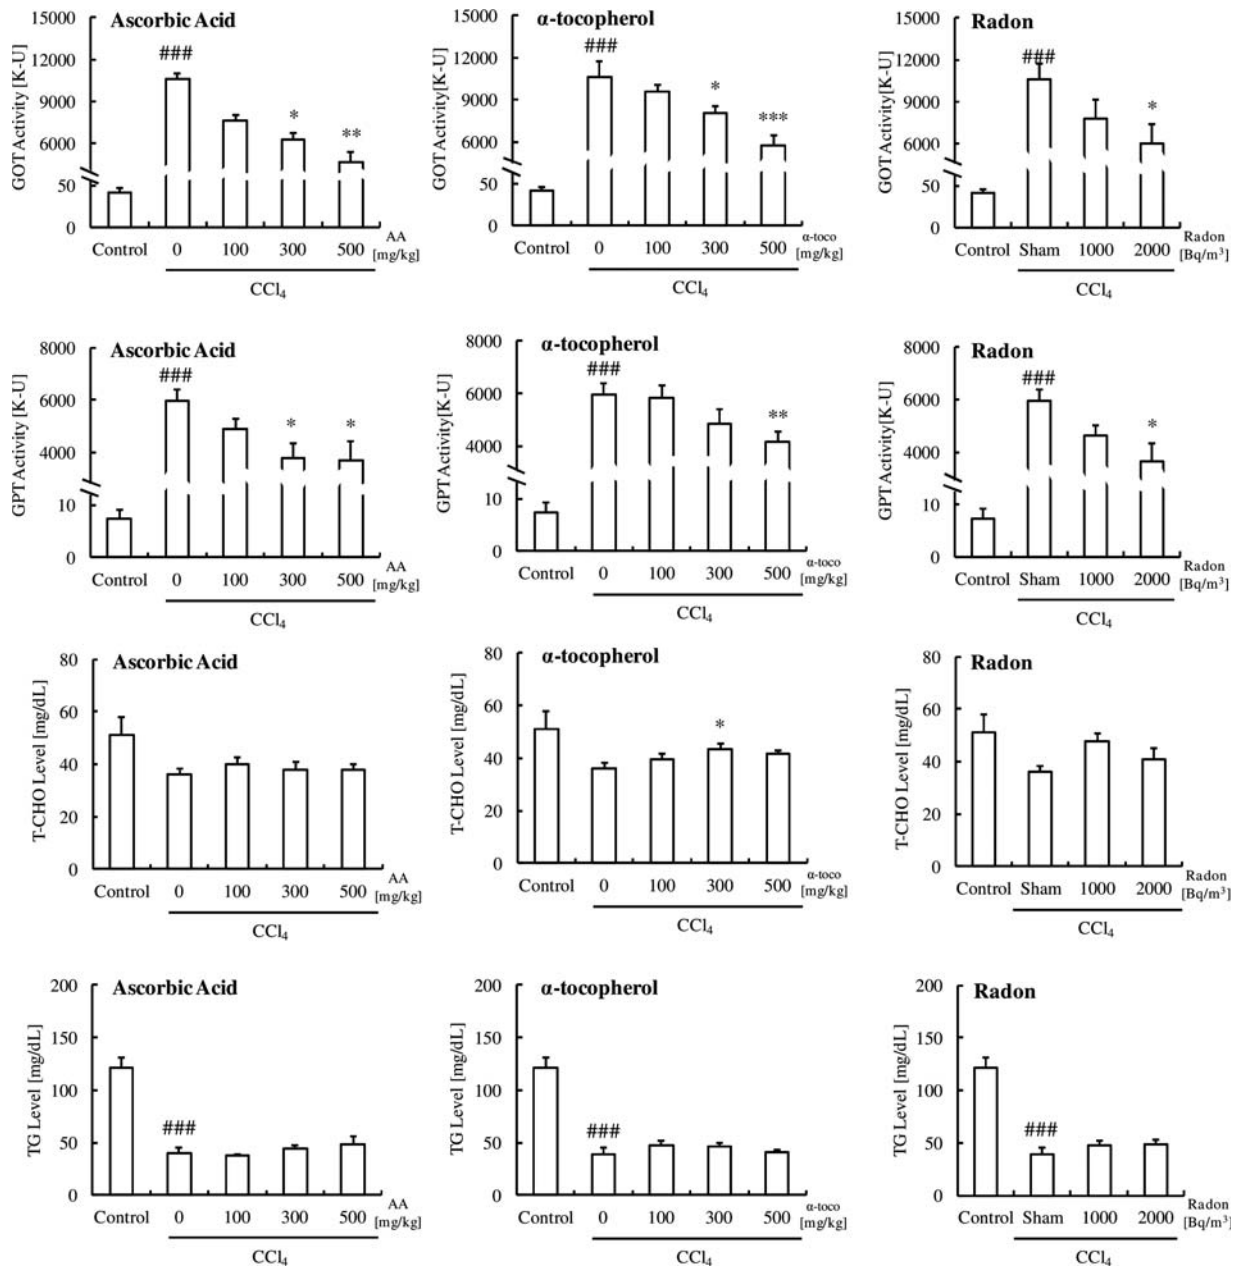 Ascorbic Acid
GOT Activity [K-U]
15000
12000
9000
6000
50
0
###
*
**
Control 0 100 300 500
AA
[mg/kg]
CCl₄
α-tocopherol
GOT Activity[K-U]
15000
12000
9000
6000
50
0
###
*
***
Control 0 100 300 500
α-toco
[mg/kg]
CCl₄
Radon
GOT Activity [K-U]
15000
12000
9000
6000
50
0
###
*
Control Sham 1000 2000
Radon
[Bq/m³]
CCl₄
Ascorbic Acid
GPT Activity [K-U]
8000
6000
4000
10
0
###
*
*
Control 0 100 300 500
AA
[mg/kg]
CCl₄
α-tocopherol
GPT Activity[K-U]
8000
6000
4000
10
0
###
**
Control 0 100 300 500
α-toco
[mg/kg]
CCl₄
Radon
GPT Activity[K-U]
8000
6000
4000
10
0
###
*
Control Sham 1000 2000
Radon
[Bq/m³]
CCl₄
Ascorbic Acid
T-CHO Level [mg/dL]
80
60
40
20
0
Control 0 100 300 500
AA
[mg/kg]
CCl₄
α-tocopherol
T-CHO Level [mg/dL]
80
60
40
20
0
*
Control 0 100 300 500
α-toco
[mg/kg]
CCl₄
Radon
T-CHO Level [mg/dL]
80
60
40
20
0
Control Sham 1000 2000
Radon
[Bq/m³]
CCl₄
Ascorbic Acid
TG Level [mg/dL]
200
150
100
50
0
###
Control 0 100 300 500
AA
[mg/kg]
CCl₄
α-tocopherol
TG Level [mg/dL]
200
150
100
50
0
###
Control 0 100 300 500
α-toco
[mg/kg]
CCl₄
Radon
TG Level [mg/dL]
200
150
100
50
0
###
Control Sham 1000 2000
Radon
[Bq/m³]
CCl₄